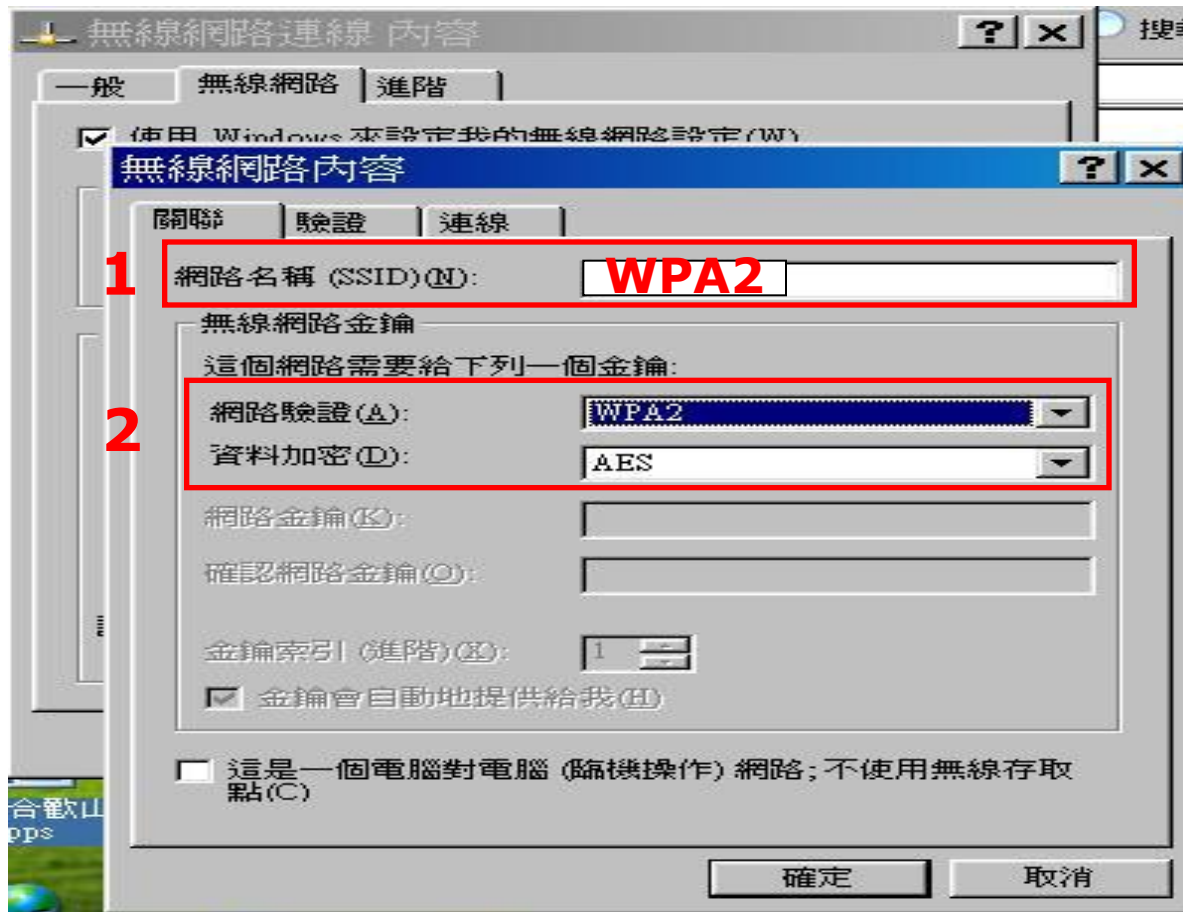 無線網路連線 內容
搜
一般 無線網路 進階
使用 Windows 來設定我的無線網路設定(W)
無線網路內容
關聯 驗證 連線
1
網路名稱 (SSID)(N): WPA2
無線網路金鑰
這個網路需要給下列一個金鑰:
2
網路驗證(A): WPA2
資料加密(D): AES
網路金鑰(K):
確認網路金鑰(O):
金鑰索引 (進階)(X): 1
金鑰會自動地提供給我(H)
這是一個電腦對電腦 (臨機操作) 網路;不使用無線存取
點(C)
合歡山
pps
確定 取消